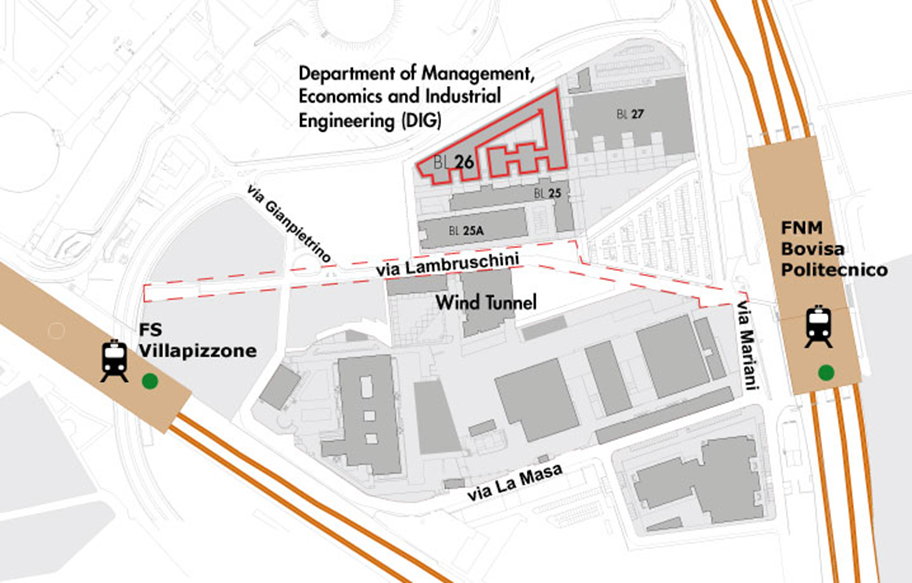 Department of Management,
Economics and Industrial
Engineering (DIG)
BL 27
BL 26
BL 25
BL 25A
via Gianpietrino
via Lambruschini
Wind Tunnel
FNM
Bovisa
Politecnico
FS
Villapizzone
via Mariani
via La Masa